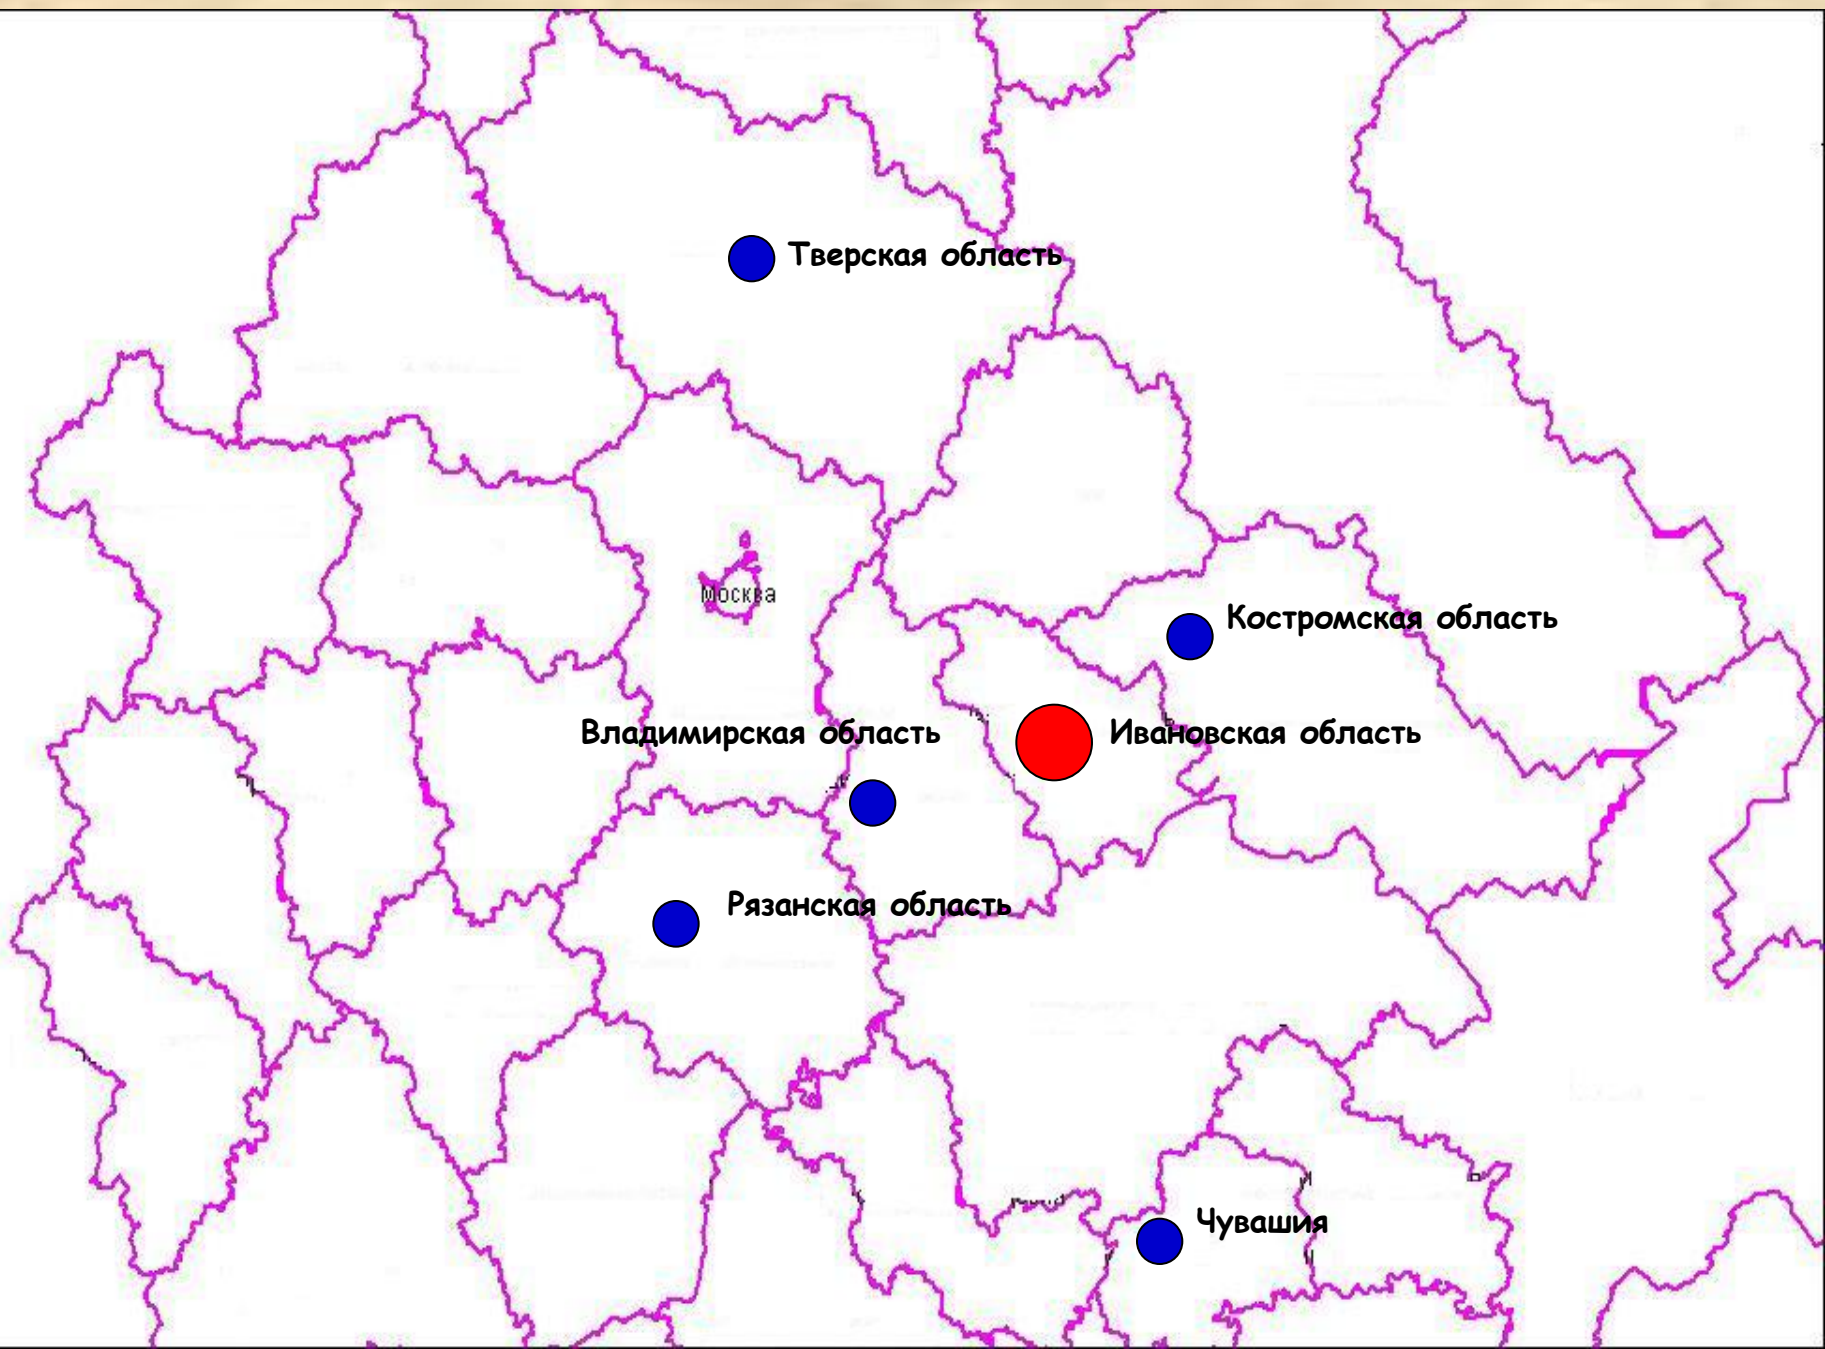 Тверская область
Москва
Костромская область
Владимирская область
Ивановская область
Рязанская область
Чувашия